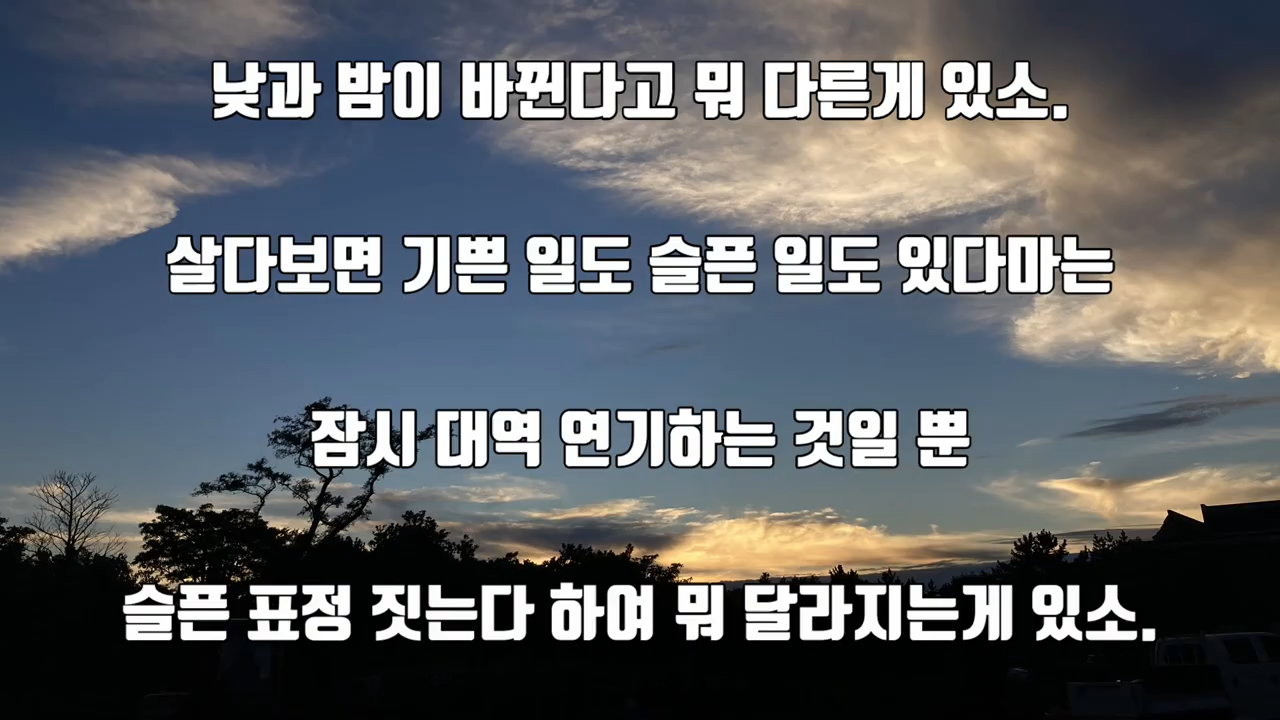 낮과 밤이 바뀐다고 뭐 다른게 있소.
살다보면 기쁜 일도 슬픈 일도 있다마는
잠시 대역 연기하는 것일 뿐
슬픈 표정 짓는다 하여 뭐 달라지는게 있소.